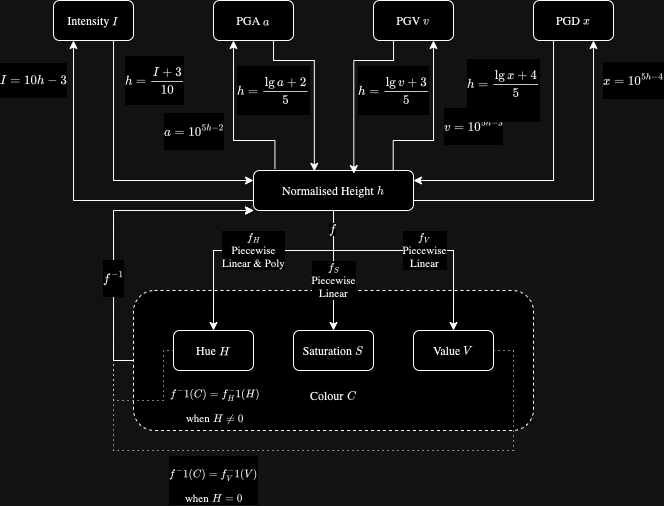 Intensity I
PGA a
PGV v
PGD x
I = 10h − 3
h = \frac{I + 3}{10}
h = \frac{\lg a + 2}{5}
h = \frac{\lg v + 3}{5}
h = \frac{\lg x + 4}{5}
x = 10^{5h−4}
a = 10^{5h−2}
v = 10^{5h−3}
Normalised Height h
f
f_H
Piecewise
Linear & Poly
f_S
Piecewise
Linear
f_V
Piecewise
Linear
f^{−1}
Hue H
Saturation S
Value V
f^−1(C) = f_H^−1(H)
when H ≠ 0
Colour C
f^−1(C) = f_V^−1(V)
when H = 0